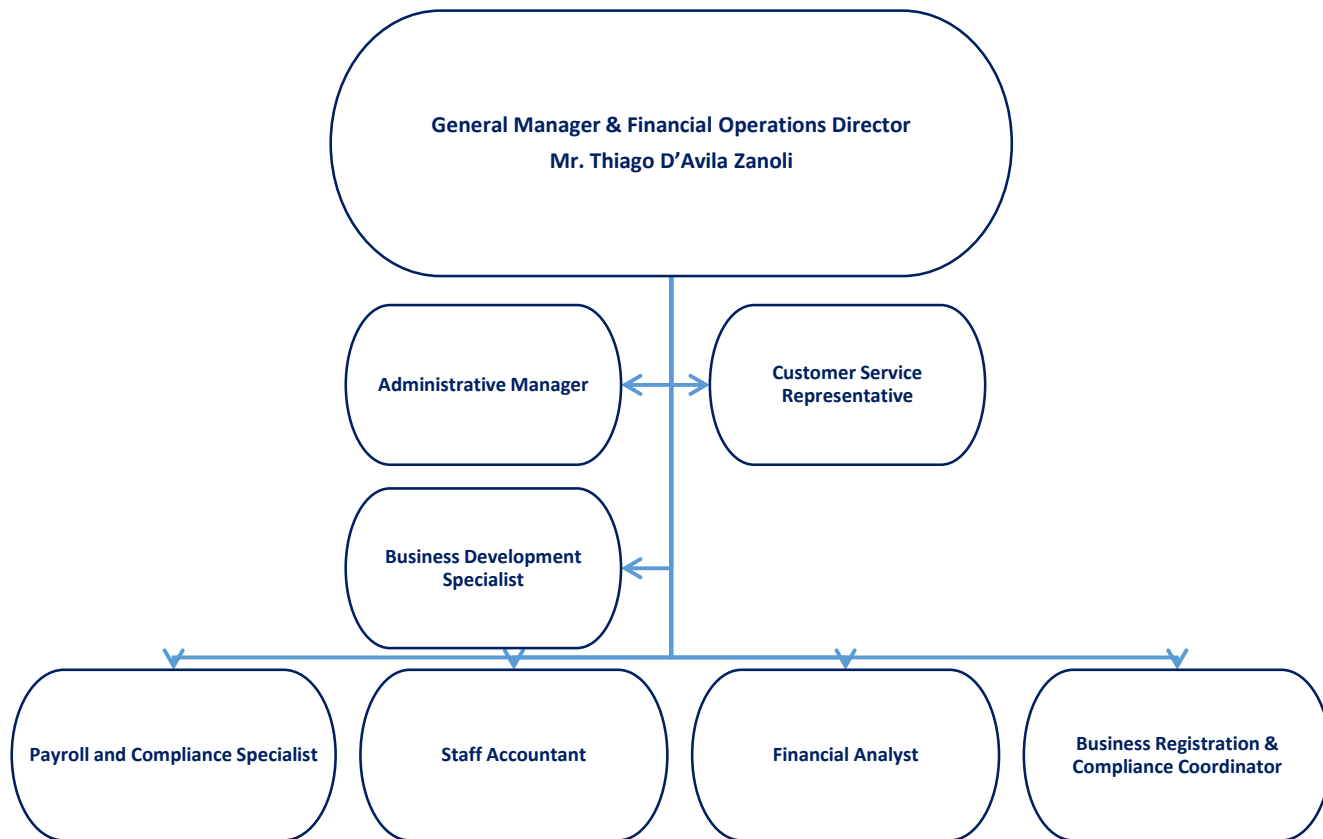 General Manager & Financial Operations Director
Mr. Thiago D’Avila Zanoli
Administrative Manager
Customer Service
Representative
Business Development
Specialist
Payroll and Compliance Specialist
Staff Accountant
Financial Analyst
Business Registration &
Compliance Coordinator